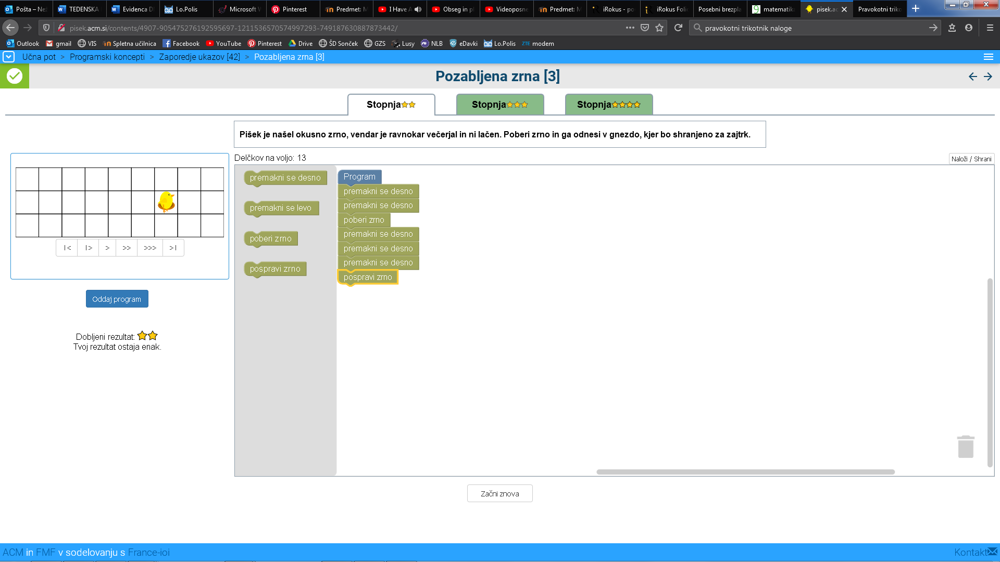 Pošta – Než
TEDENSKA
Evidenca D
Lo.Polis
Microsoft W
Pinterest
Predmet: M
I Have A
Obseg in pl
Videoposne
Predmet: M
iRokus - po
iRokus Foli
Posebni brezpla
matematika
pisek.ac
Pravokotni triko
pisek.acm.si/contents/4907-905475276192595697-1211536570574997293-749187630887873442/
pravokotni trikotnik naloge
Outlook gmail VIS Spletna učilnica Facebook YouTube Pinterest Drive ŠD Sonček GZS Lusy NLB eDavki Lo.Polis ZTE modem
Učna pot > Programski koncepti > Zaporedje ukazov [42] > Pozabljena zrna [3]
Pozabljena zrna [3]
Stopnja
Stopnja
Stopnja
Pišek je našel okusno zrno, vendar je ravnokar večerjal in ni lačen. Poberi zrno in ga odnesi v gnezdo, kjer bo shranjeno za zajtrk.
Delčkov na voljo: 13
Naloži / Shrani
premakni se desno
premakni se levo
poberi zrno
pospravi zrno
Program
premakni se desno
premakni se desno
poberi zrno
premakni se desno
premakni se desno
premakni se desno
pospravi zrno
|< |> > >> >>> >|
Oddaj program
Dobljeni rezultat:
Tvoj rezultat ostaja enak.
Začni znova
ACM in FMF v sodelovanju s France-ioi
Kontakt